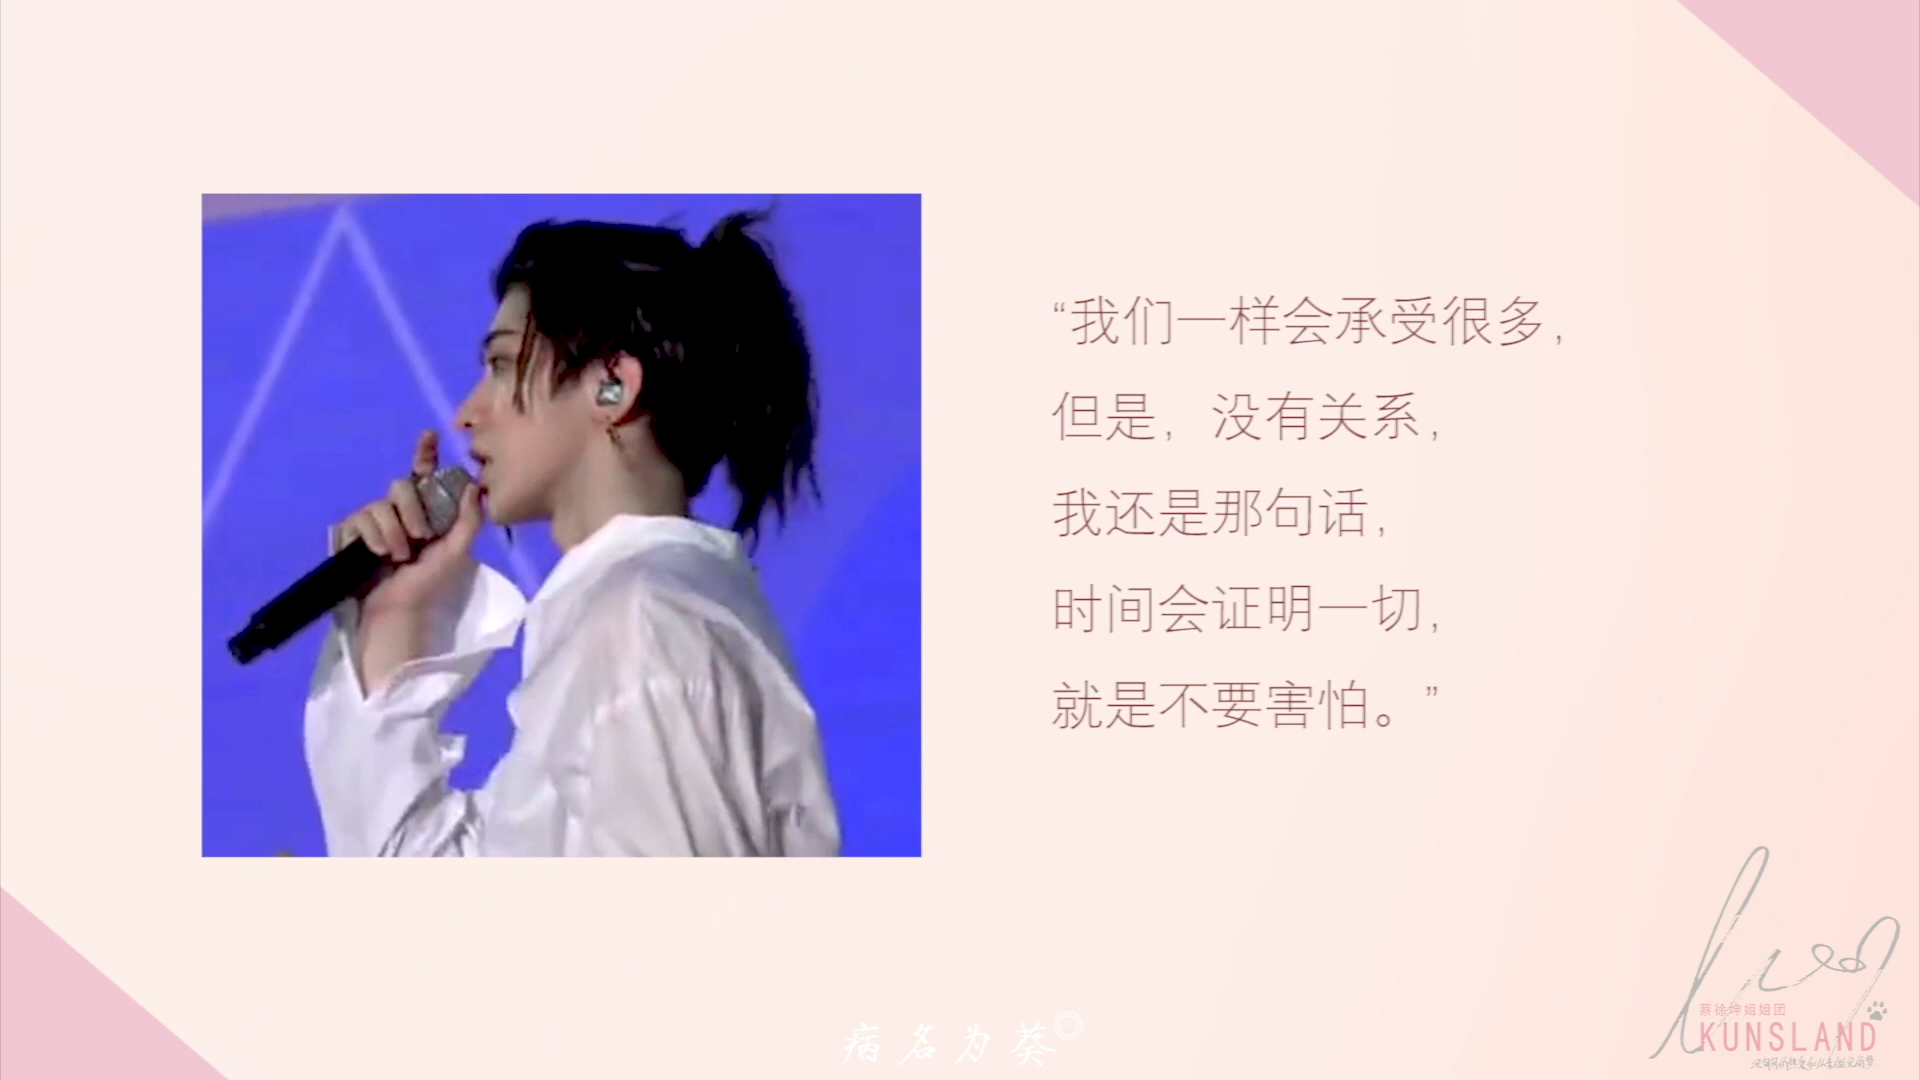 “我们一样会承受很多，
但是，没有关系，
我还是那句话，
时间会证明一切，
就是不要害怕。”
病名为葵
蔡徐坤姐姐团
KUNSLAND